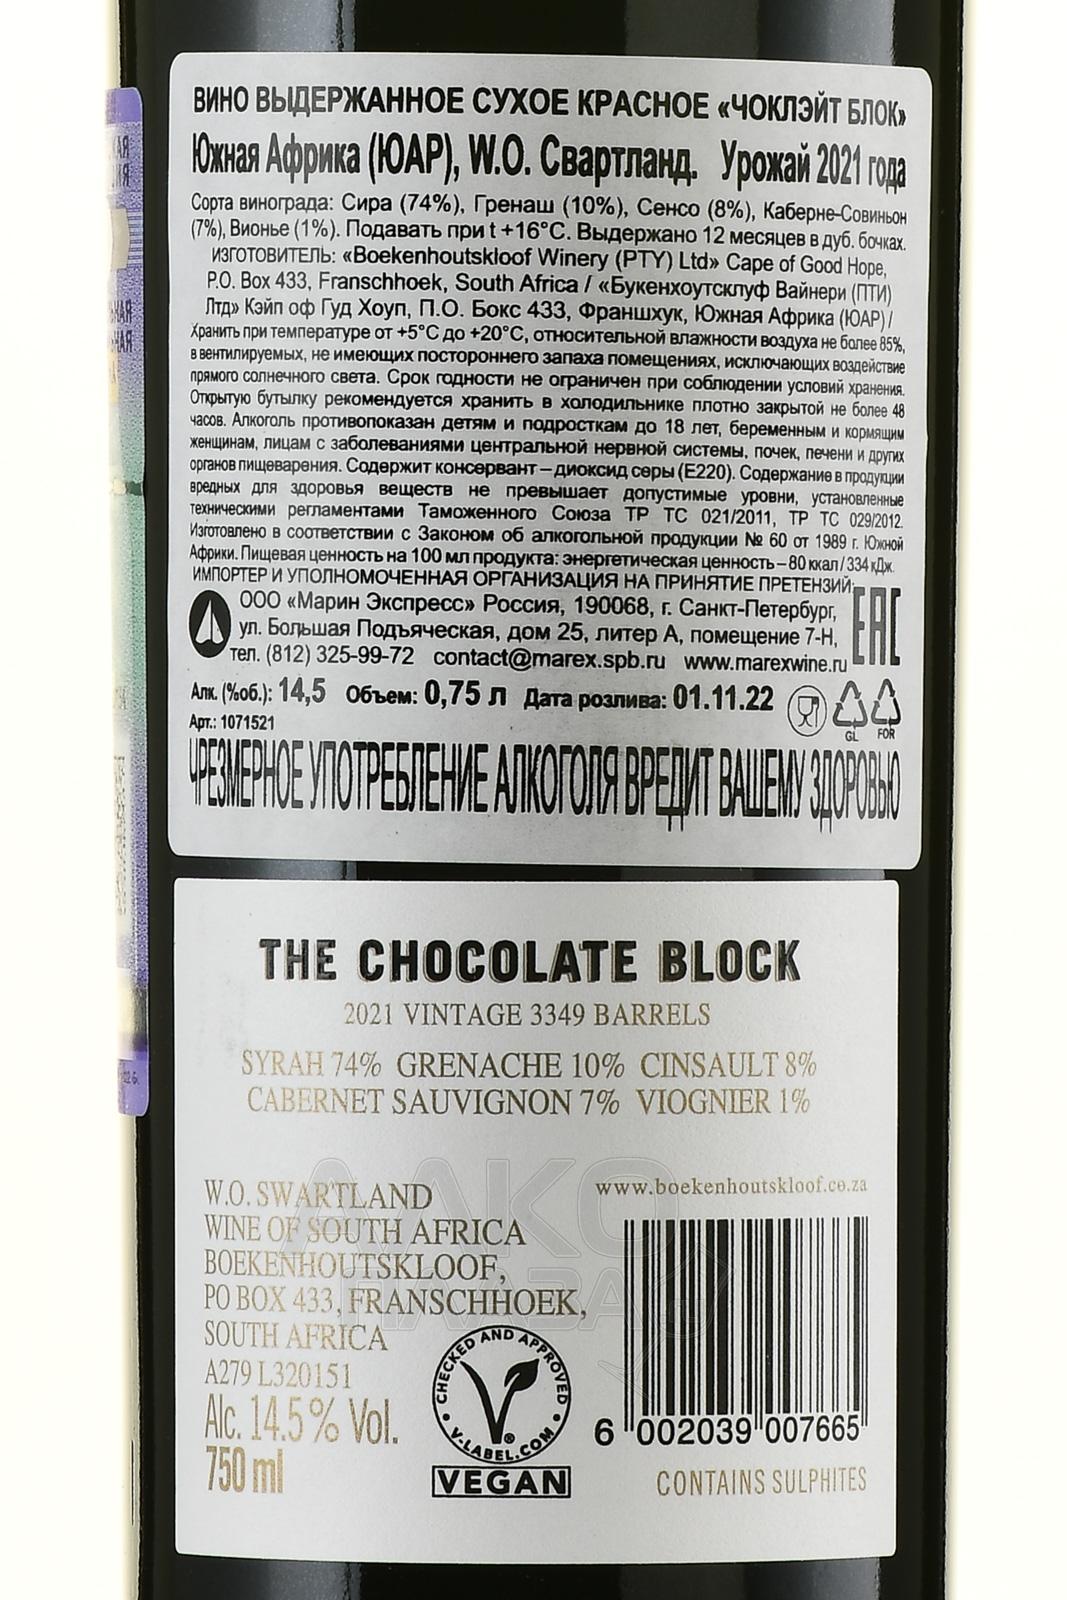 ВИНО ВЫДЕРЖАННОЕ СУХОЕ КРАСНОЕ «ЧОКЛЭЙТ БЛОК»
Южная Африка (ЮАР), W.O. Свартланд. Урожай 2021 года
Сорта винограда: Сира (74%), Гренаш (10%), Сенсо (8%), Каберне-Совиньон
(7%), Вионье (1%). Подавать при t +16°C. Выдержано 12 месяцев в дуб. бочках.
ИЗГОТОВИТЕЛЬ: «Boekenhoutskloof Winery (PTY) Ltd» Cape of Good Hope,
P.O. Box 433, Franschhoek, South Africa / «Букенхоутсклуф Вайнери (ПТИ)
Лтд» Кэйп оф Гуд Хоуп, П.О. Бокс 433, Франшхук, Южная Африка (ЮАР) /
Хранить при температуре от +5°C до +20°C, относительной влажности воздуха не более 85%,
в вентилируемых, не имеющих постороннего запаха помещениях, исключающих воздействие
прямого солнечного света. Срок годности не ограничен при соблюдении условий хранения.
Открытую бутылку рекомендуется хранить в холодильнике плотно закрытой не более 48
часов. Алкоголь противопоказан детям и подросткам до 18 лет, беременным и кормящим
женщинам, лицам с заболеваниями центральной нервной системы, почек, печени и других
органов пищеварения. Содержит консервант – диоксид серы (E220). Содержание в продукции
вредных для здоровья веществ не превышает допустимые уровни, установленные
техническими регламентами Таможенного Союза ТР ТС 021/2011, ТР ТС 029/2012.
Изготовлено в соответствии с Законом об алкогольной продукции № 60 от 1989 г. Южной
Африки. Пищевая ценность на 100 мл продукта: энергетическая ценность – 80 ккал / 334 кДж.
ИМПОРТЕР И УПОЛНОМОЧЕННАЯ ОРГАНИЗАЦИЯ НА ПРИНЯТИЕ ПРЕТЕНЗИЙ:
ООО «Марин Экспресс» Россия, 190068, г. Санкт-Петербург,
ул. Большая Подъяческая, дом 25, литер А, помещение 7-Н,
тел. (812) 325-99-72 contact@marex.spb.ru www.marexwine.ru
EAC
Алк. (%об.): 14,5 Объем: 0,75 л Дата розлива: 01.11.22
GL FOR
Арт.: 1071521
ЧРЕЗМЕРНОЕ УПОТРЕБЛЕНИЕ АЛКОГОЛЯ ВРЕДИТ ВАШЕМУ ЗДОРОВЬЮ
THE CHOCOLATE BLOCK
2021 VINTAGE 3349 BARRELS
SYRAH 74% GRENACHE 10% CINSAULT 8%
CABERNET SAUVIGNON 7% VIOGNIER 1%
W.O. SWARTLAND
WINE OF SOUTH AFRICA
BOEKENHOUTSKLOOF,
PO BOX 433, FRANSCHHOEK,
SOUTH AFRICA
A279 L320151
Alc. 14.5% Vol.
750 ml
CHECKED AND APPROVED
V-LABEL.COM
VEGAN
www.boekenhoutskloof.co.za
6 002039 007665
CONTAINS SULPHITES